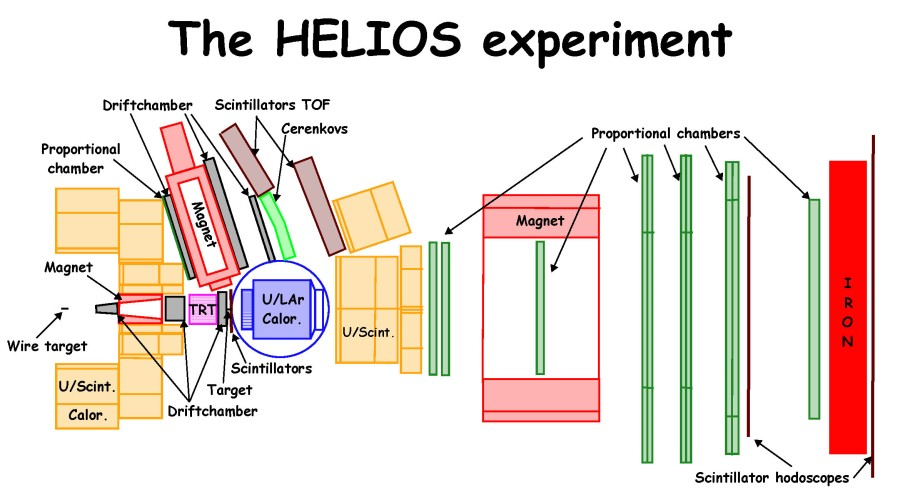 The HELIOS experiment
Driftchamber
Scintillators TOF
Cerenkovs
Proportional chambers
Proportional
chamber
Magnet
Magnet
Magnet
TRT
U/LAr
Calor.
U/Scint.
I
R
O
N
Wire target
Scintillators
Target
U/Scint.
Calor.
Driftchamber
Scintillator hodoscopes